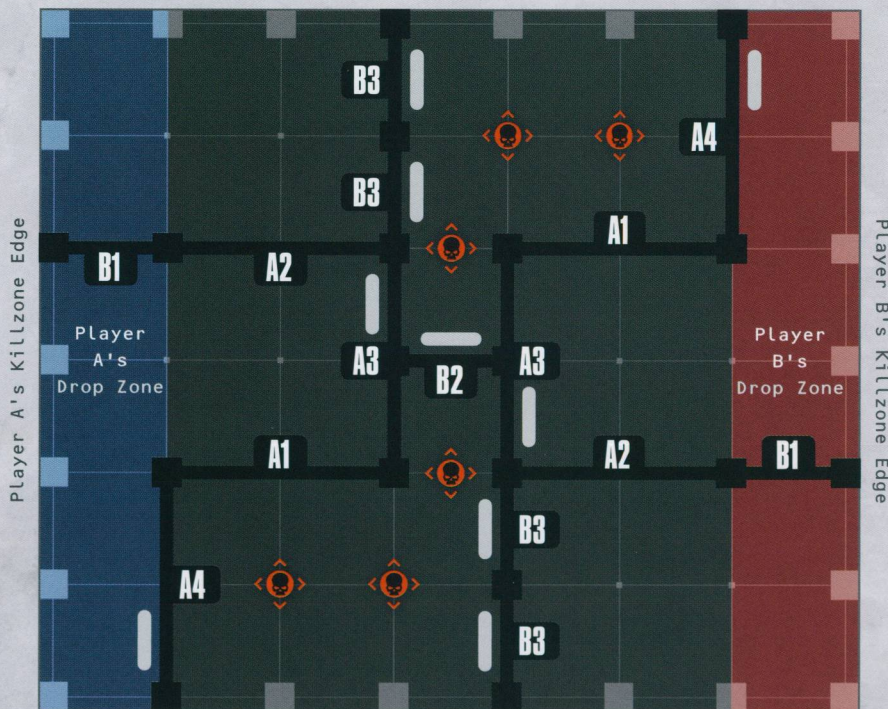 B3
A4
B3
A1
B1
A2
Player A's Killzone Edge
Player
A's
Drop Zone
A3
B2
A3
Player
B's
Drop Zone
Player B's Killzone Edge
A1
A2
B1
B3
A4
B3